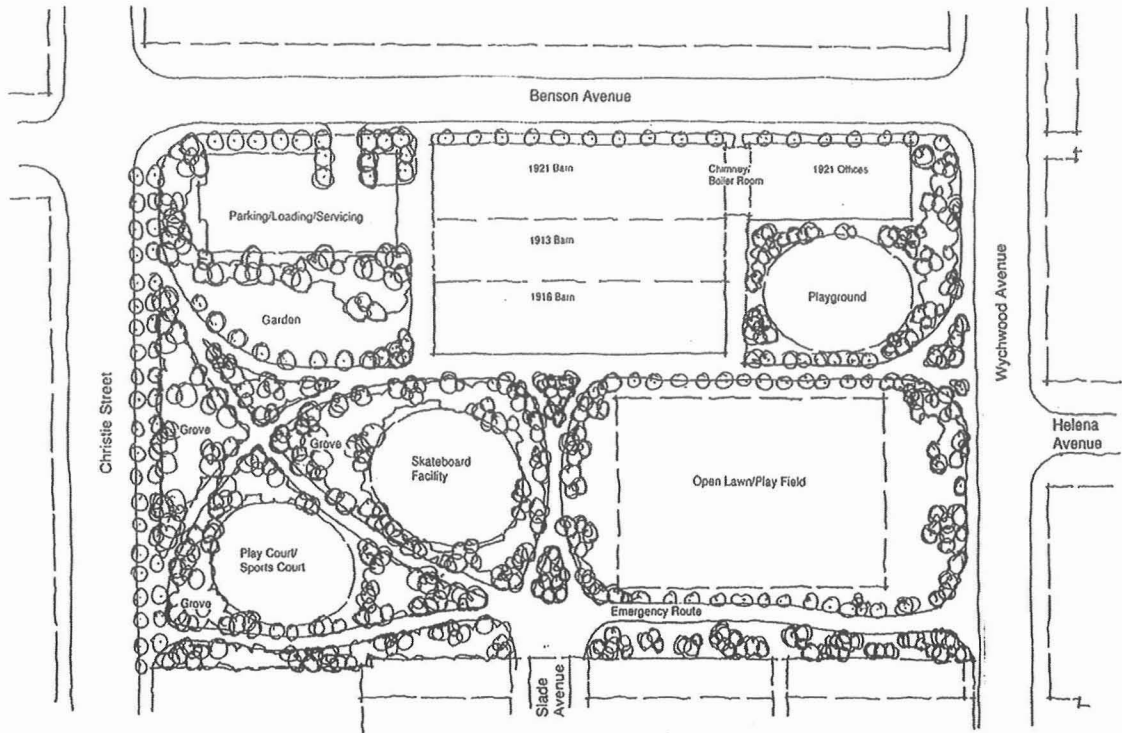 Benson Avenue
1921 Barn
Chimney/
Boiler Room
1921 Offices
Parking/Loading/Servicing
1913 Barn
1916 Barn
Playground
Garden
Wychwood Avenue
Christie Street
Grove
Grove
Skateboard
Facility
Helena
Avenue
Open Lawn/Play Field
Play Court/
Sports Court
Grove
Emergency Route
Slade
Avenue